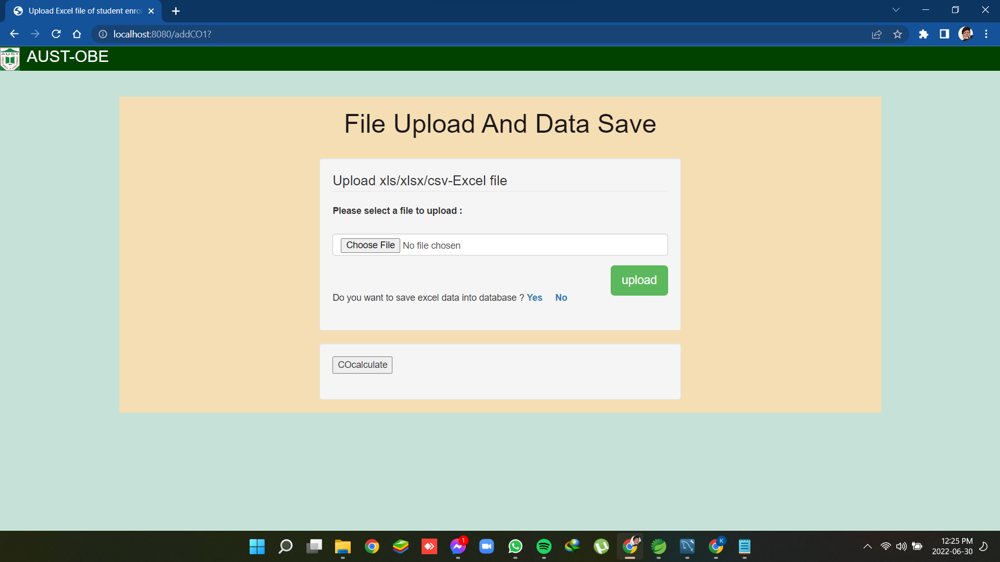 Upload Excel file of student enrol
localhost:8080/addCO1?
AUST
AUST-OBE
File Upload And Data Save
Upload xls/xlsx/csv-Excel file
Please select a file to upload :
Choose File No file chosen
upload
Do you want to save excel data into database ? Yes No
COcalculate
1
K
12:25 PM
2022-06-30